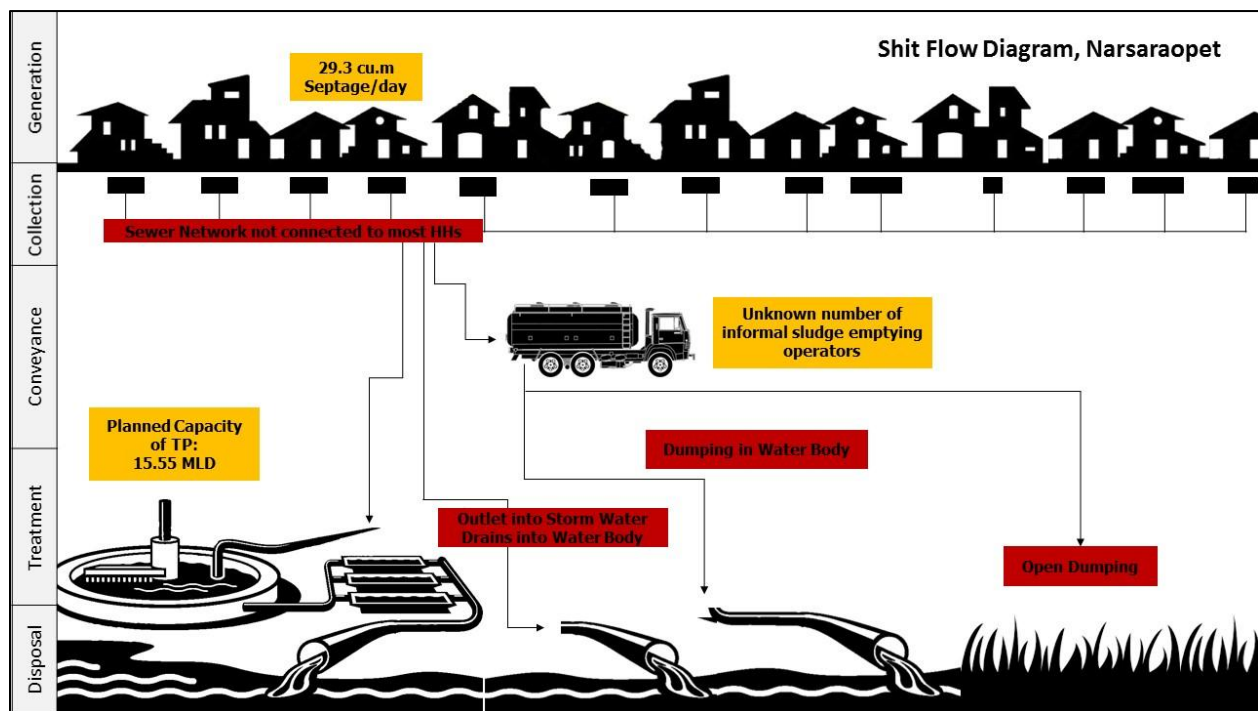 Shit Flow Diagram, Narsaraopet
Generation
29.3 cu.m
Septage/day
Collection
Sewer Network not connected to most HHs
Conveyance
Unknown number of
informal sludge emptying
operators
Planned Capacity
of TP:
15.55 MLD
Dumping in Water Body
Treatment
Outlet into Storm Water
Drains into Water Body
Open Dumping
Disposal